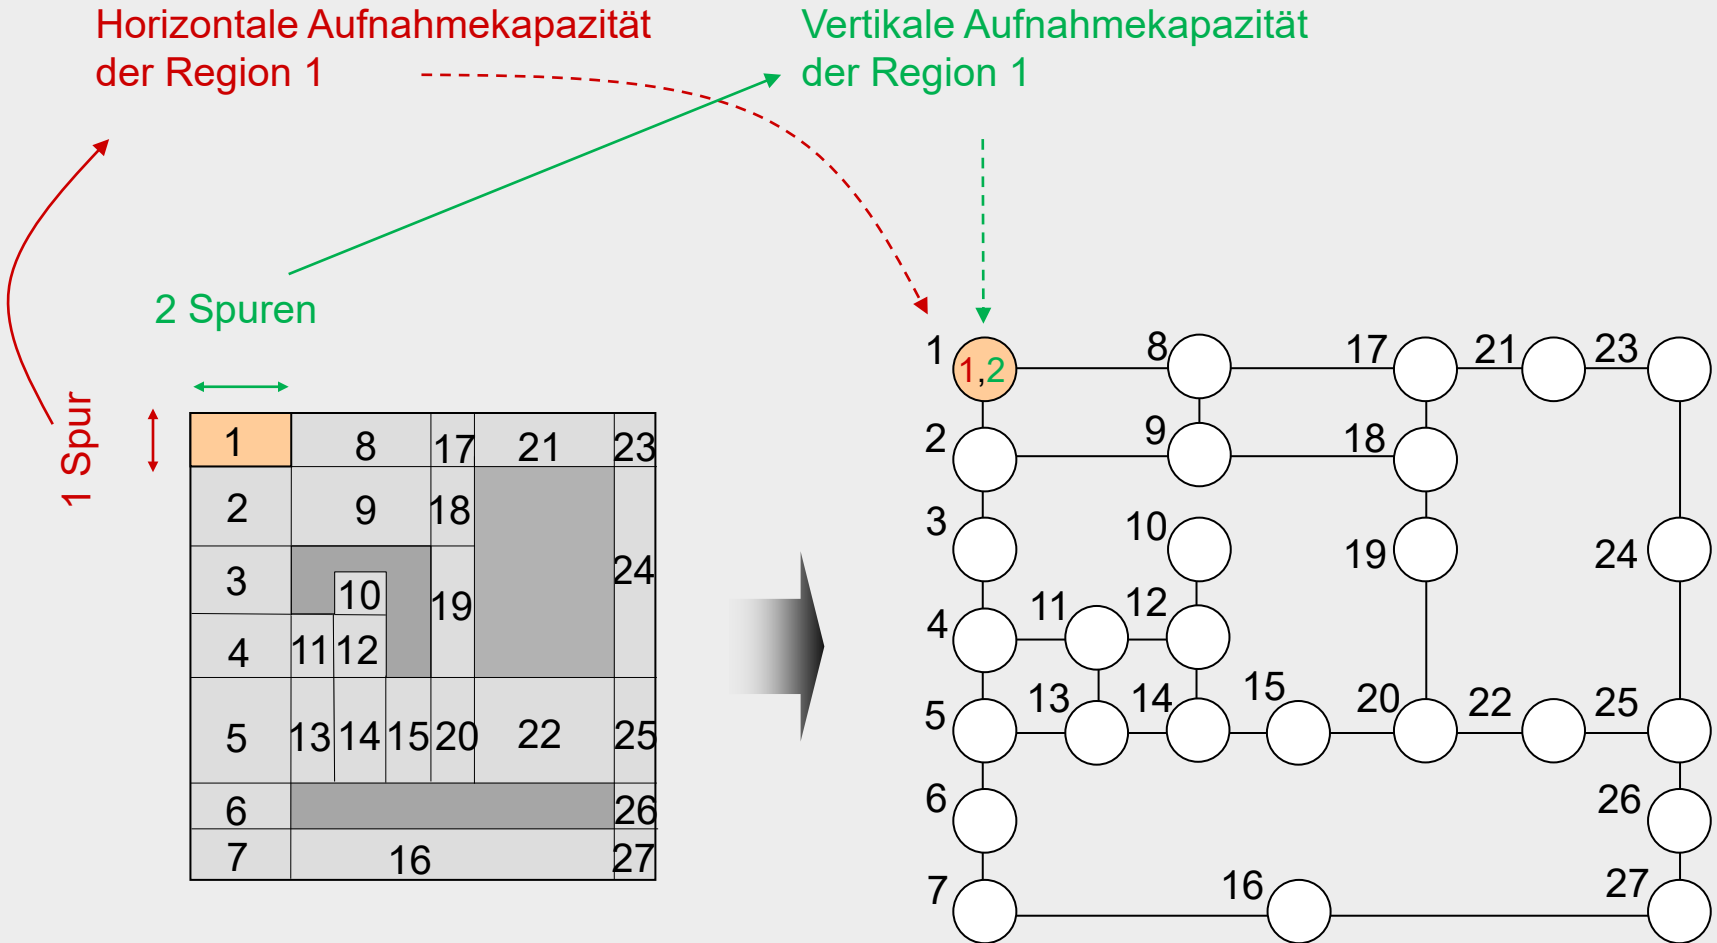 Horizontale Aufnahmekapazität
der Region 1
Vertikale Aufnahmekapazität
der Region 1
2 Spuren
1 Spur
1 8 17 21 23
2 9 18
3 10 19 24
4 11 12
5 13 14 15 20 22 25
6 26
7 16 27
1 1,2 8 17 21 23
2 9 18
3 10 19 24
4 11 12
5 13 14 15 20 22 25
6 26
7 16 27